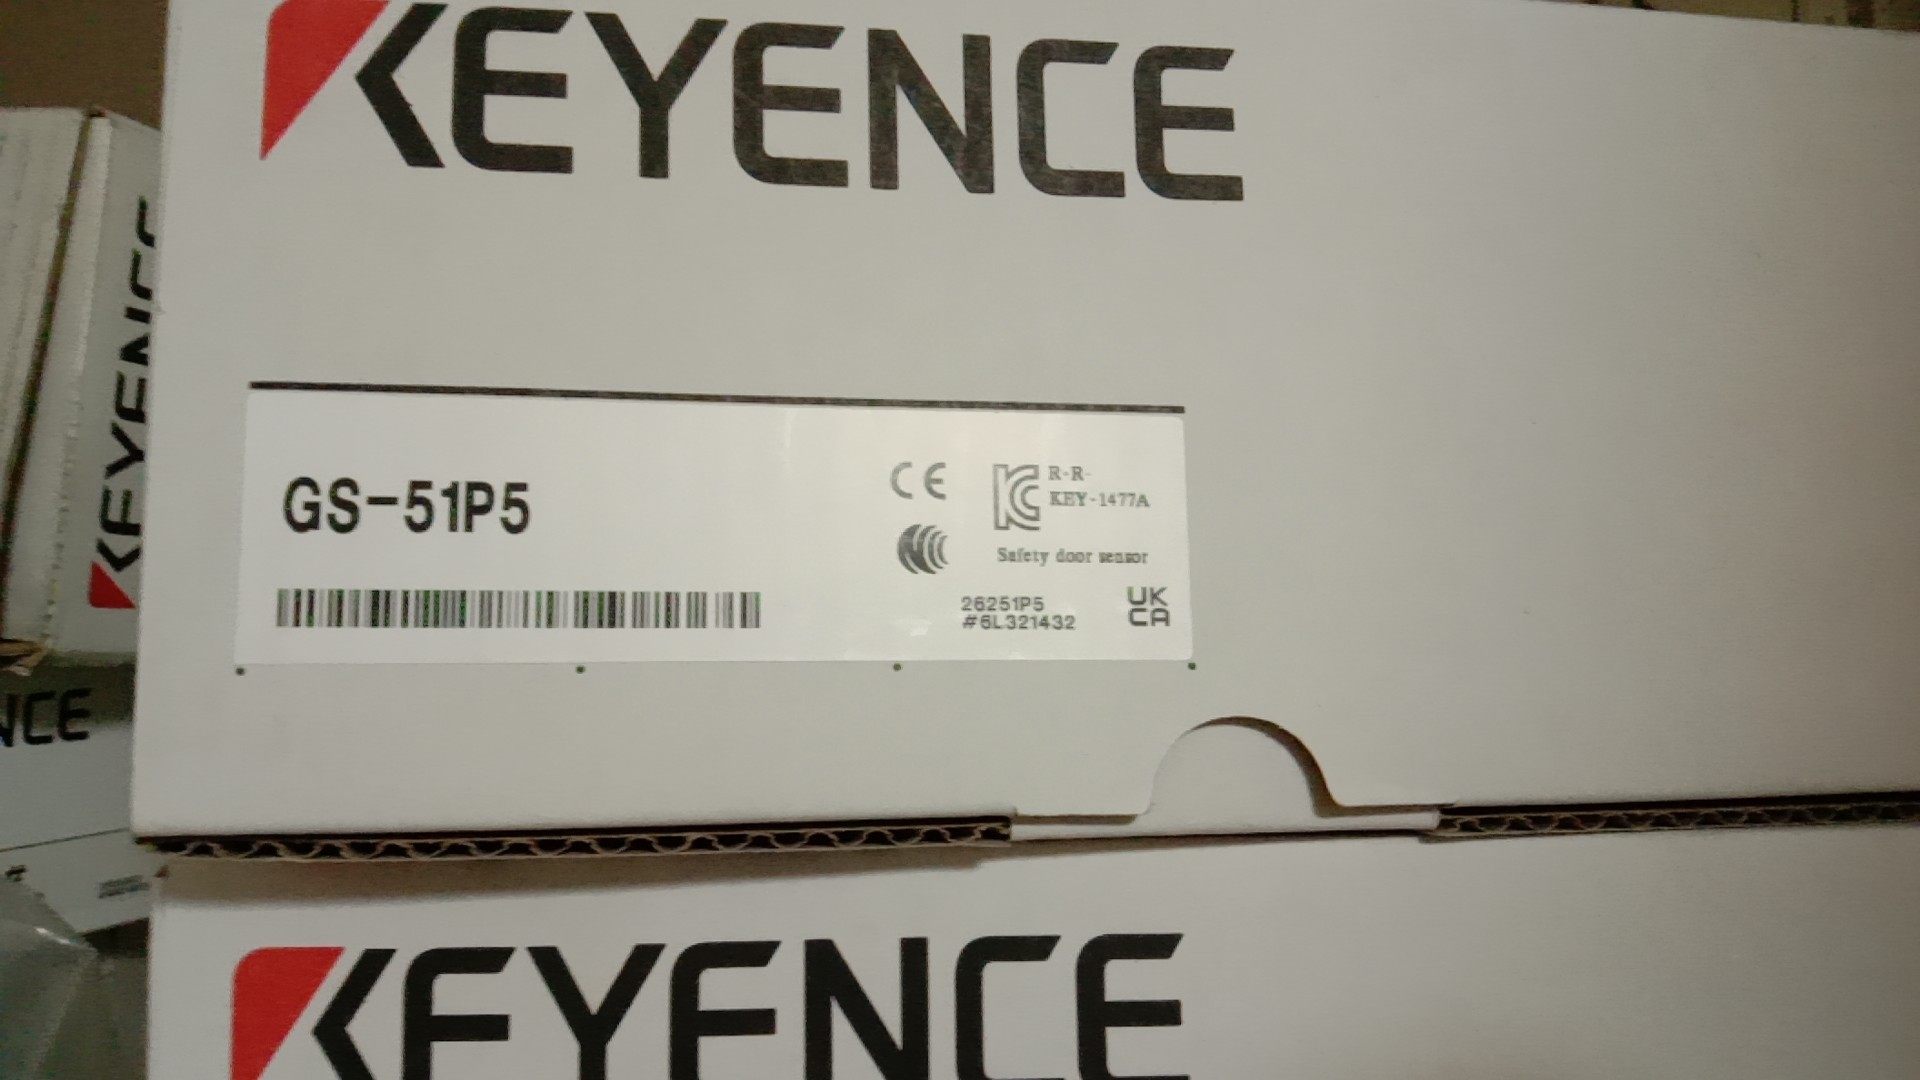 KEYENCE
KEYENCE
GS-51P5
CE
R-R-
KEY-1477A
Safety door sensor
26251P5
#6L321432
UK
CA
NCE
KEYENCE